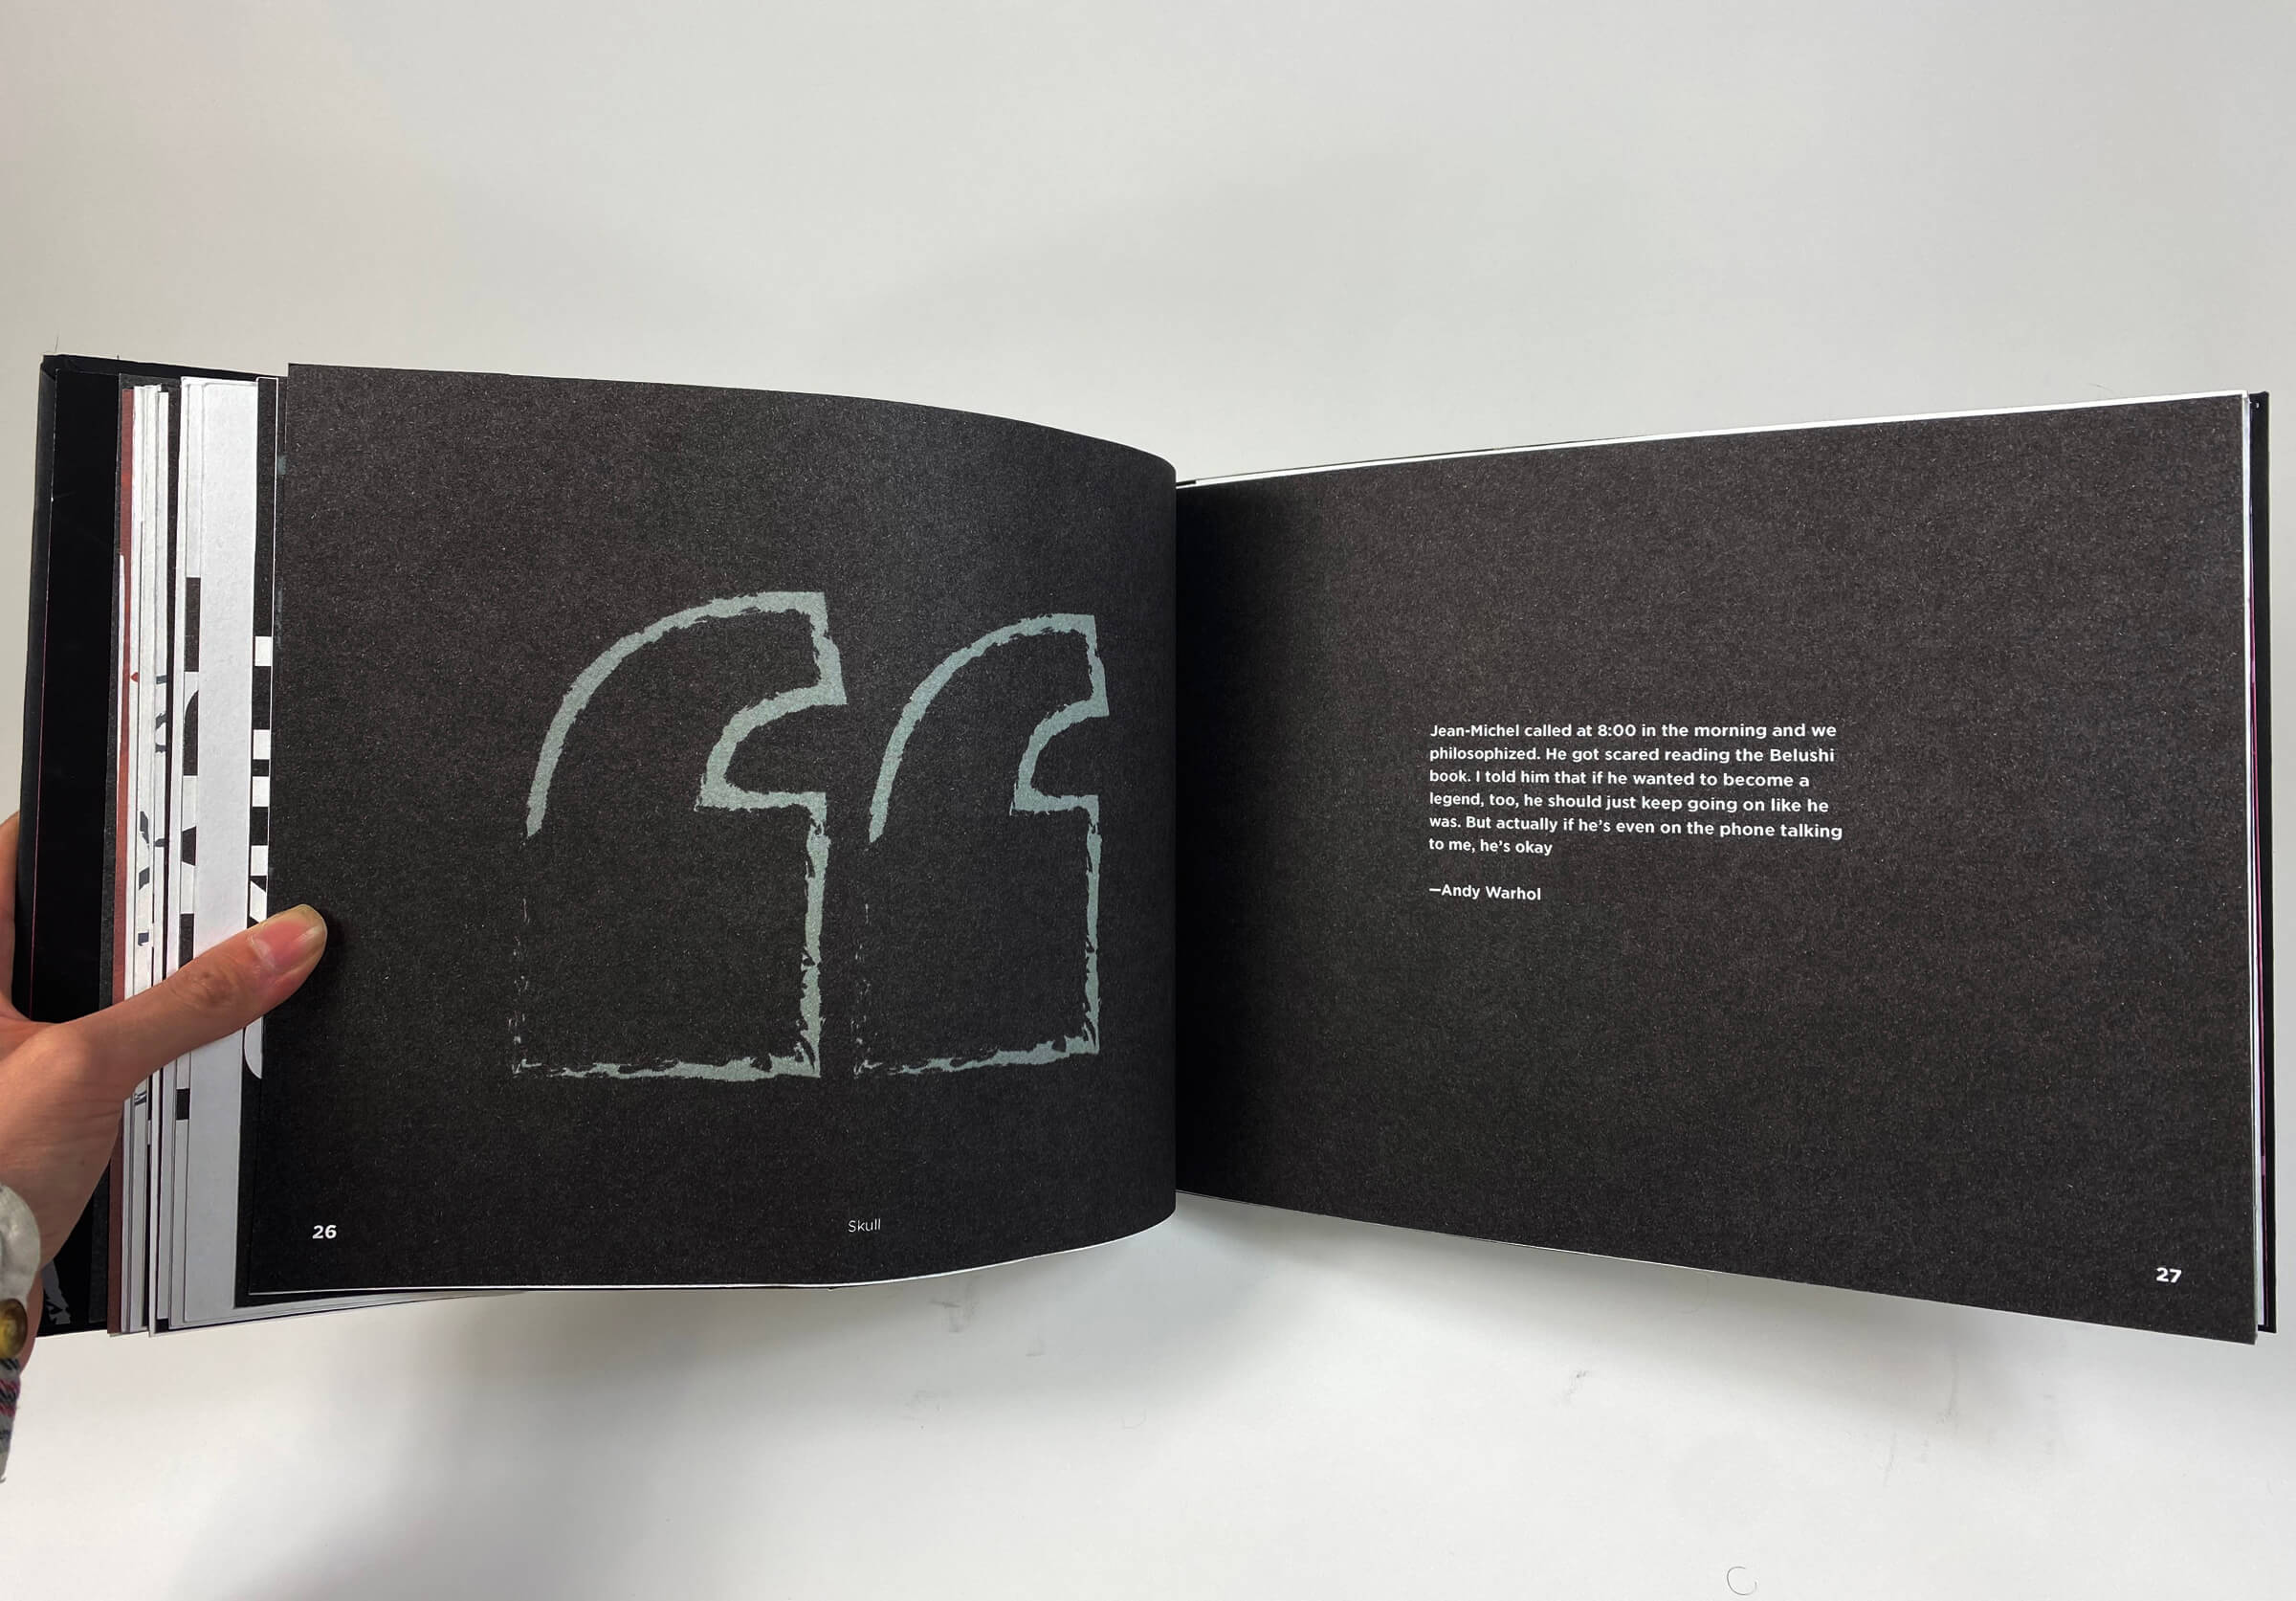 26
Skull
Jean-Michel called at 8:00 in the morning and we
philosophized. He got scared reading the Belushi
book. I told him that if he wanted to become a
legend, too, he should just keep going on like he
was. But actually if he's even on the phone talking
to me, he's okay
—Andy Warhol
27